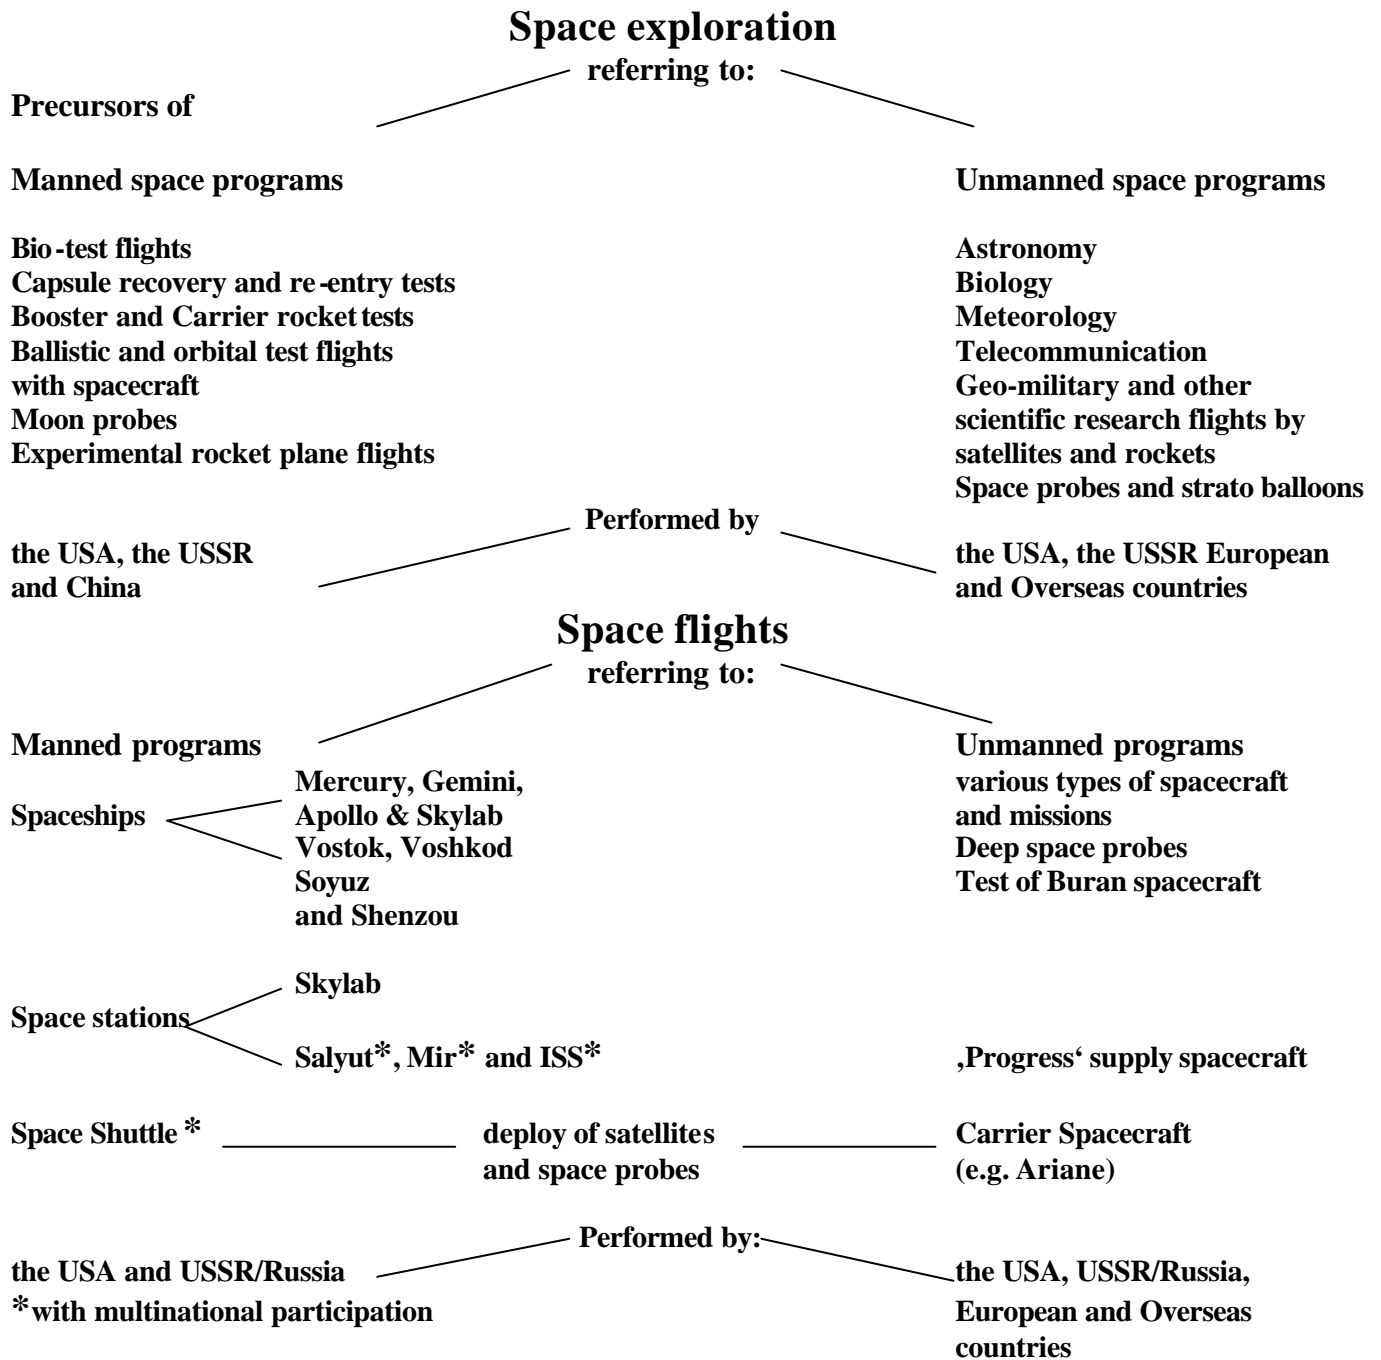 Space exploration
referring to:
Precursors of
Manned space programs
Unmanned space programs
Bio-test flights
Capsule recovery and re-entry tests
Booster and Carrier rocket tests
Ballistic and orbital test flights
with spacecraft
Moon probes
Experimental rocket plane flights
Astronomy
Biology
Meteorology
Telecommunication
Geo-military and other
scientific research flights by
satellites and rockets
Space probes and strato balloons
Performed by
the USA, the USSR
and China
the USA, the USSR European
and Overseas countries
Space flights
referring to:
Manned programs
Spaceships
Mercury, Gemini,
Apollo & Skylab
Vostok, Voshkod
Soyuz
and Shenzou
Unmanned programs
various types of spacecraft
and missions
Deep space probes
Test of Buran spacecraft
Space stations
Skylab
Salyut*, Mir* and ISS*
‚Progress‘ supply spacecraft
Space Shuttle *
deploy of satellites
and space probes
Carrier Spacecraft
(e.g. Ariane)
Performed by:
the USA and USSR/Russia
*with multinational participation
the USA, USSR/Russia,
European and Overseas
countries